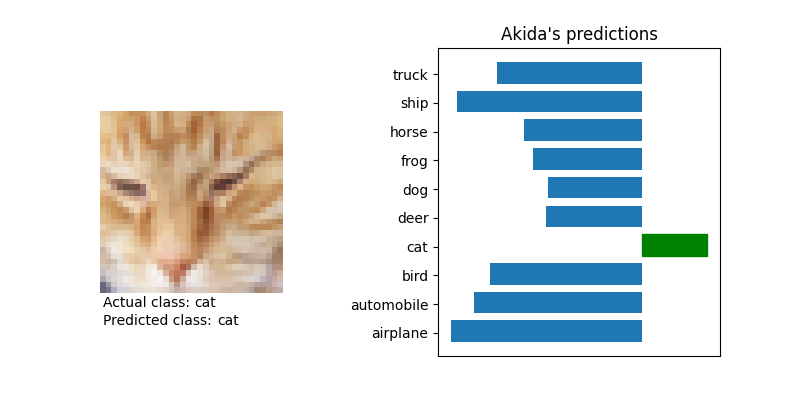 Akida's predictions
truck
ship
horse
frog
dog
deer
cat
bird
automobile
airplane
Actual class: cat
Predicted class: cat